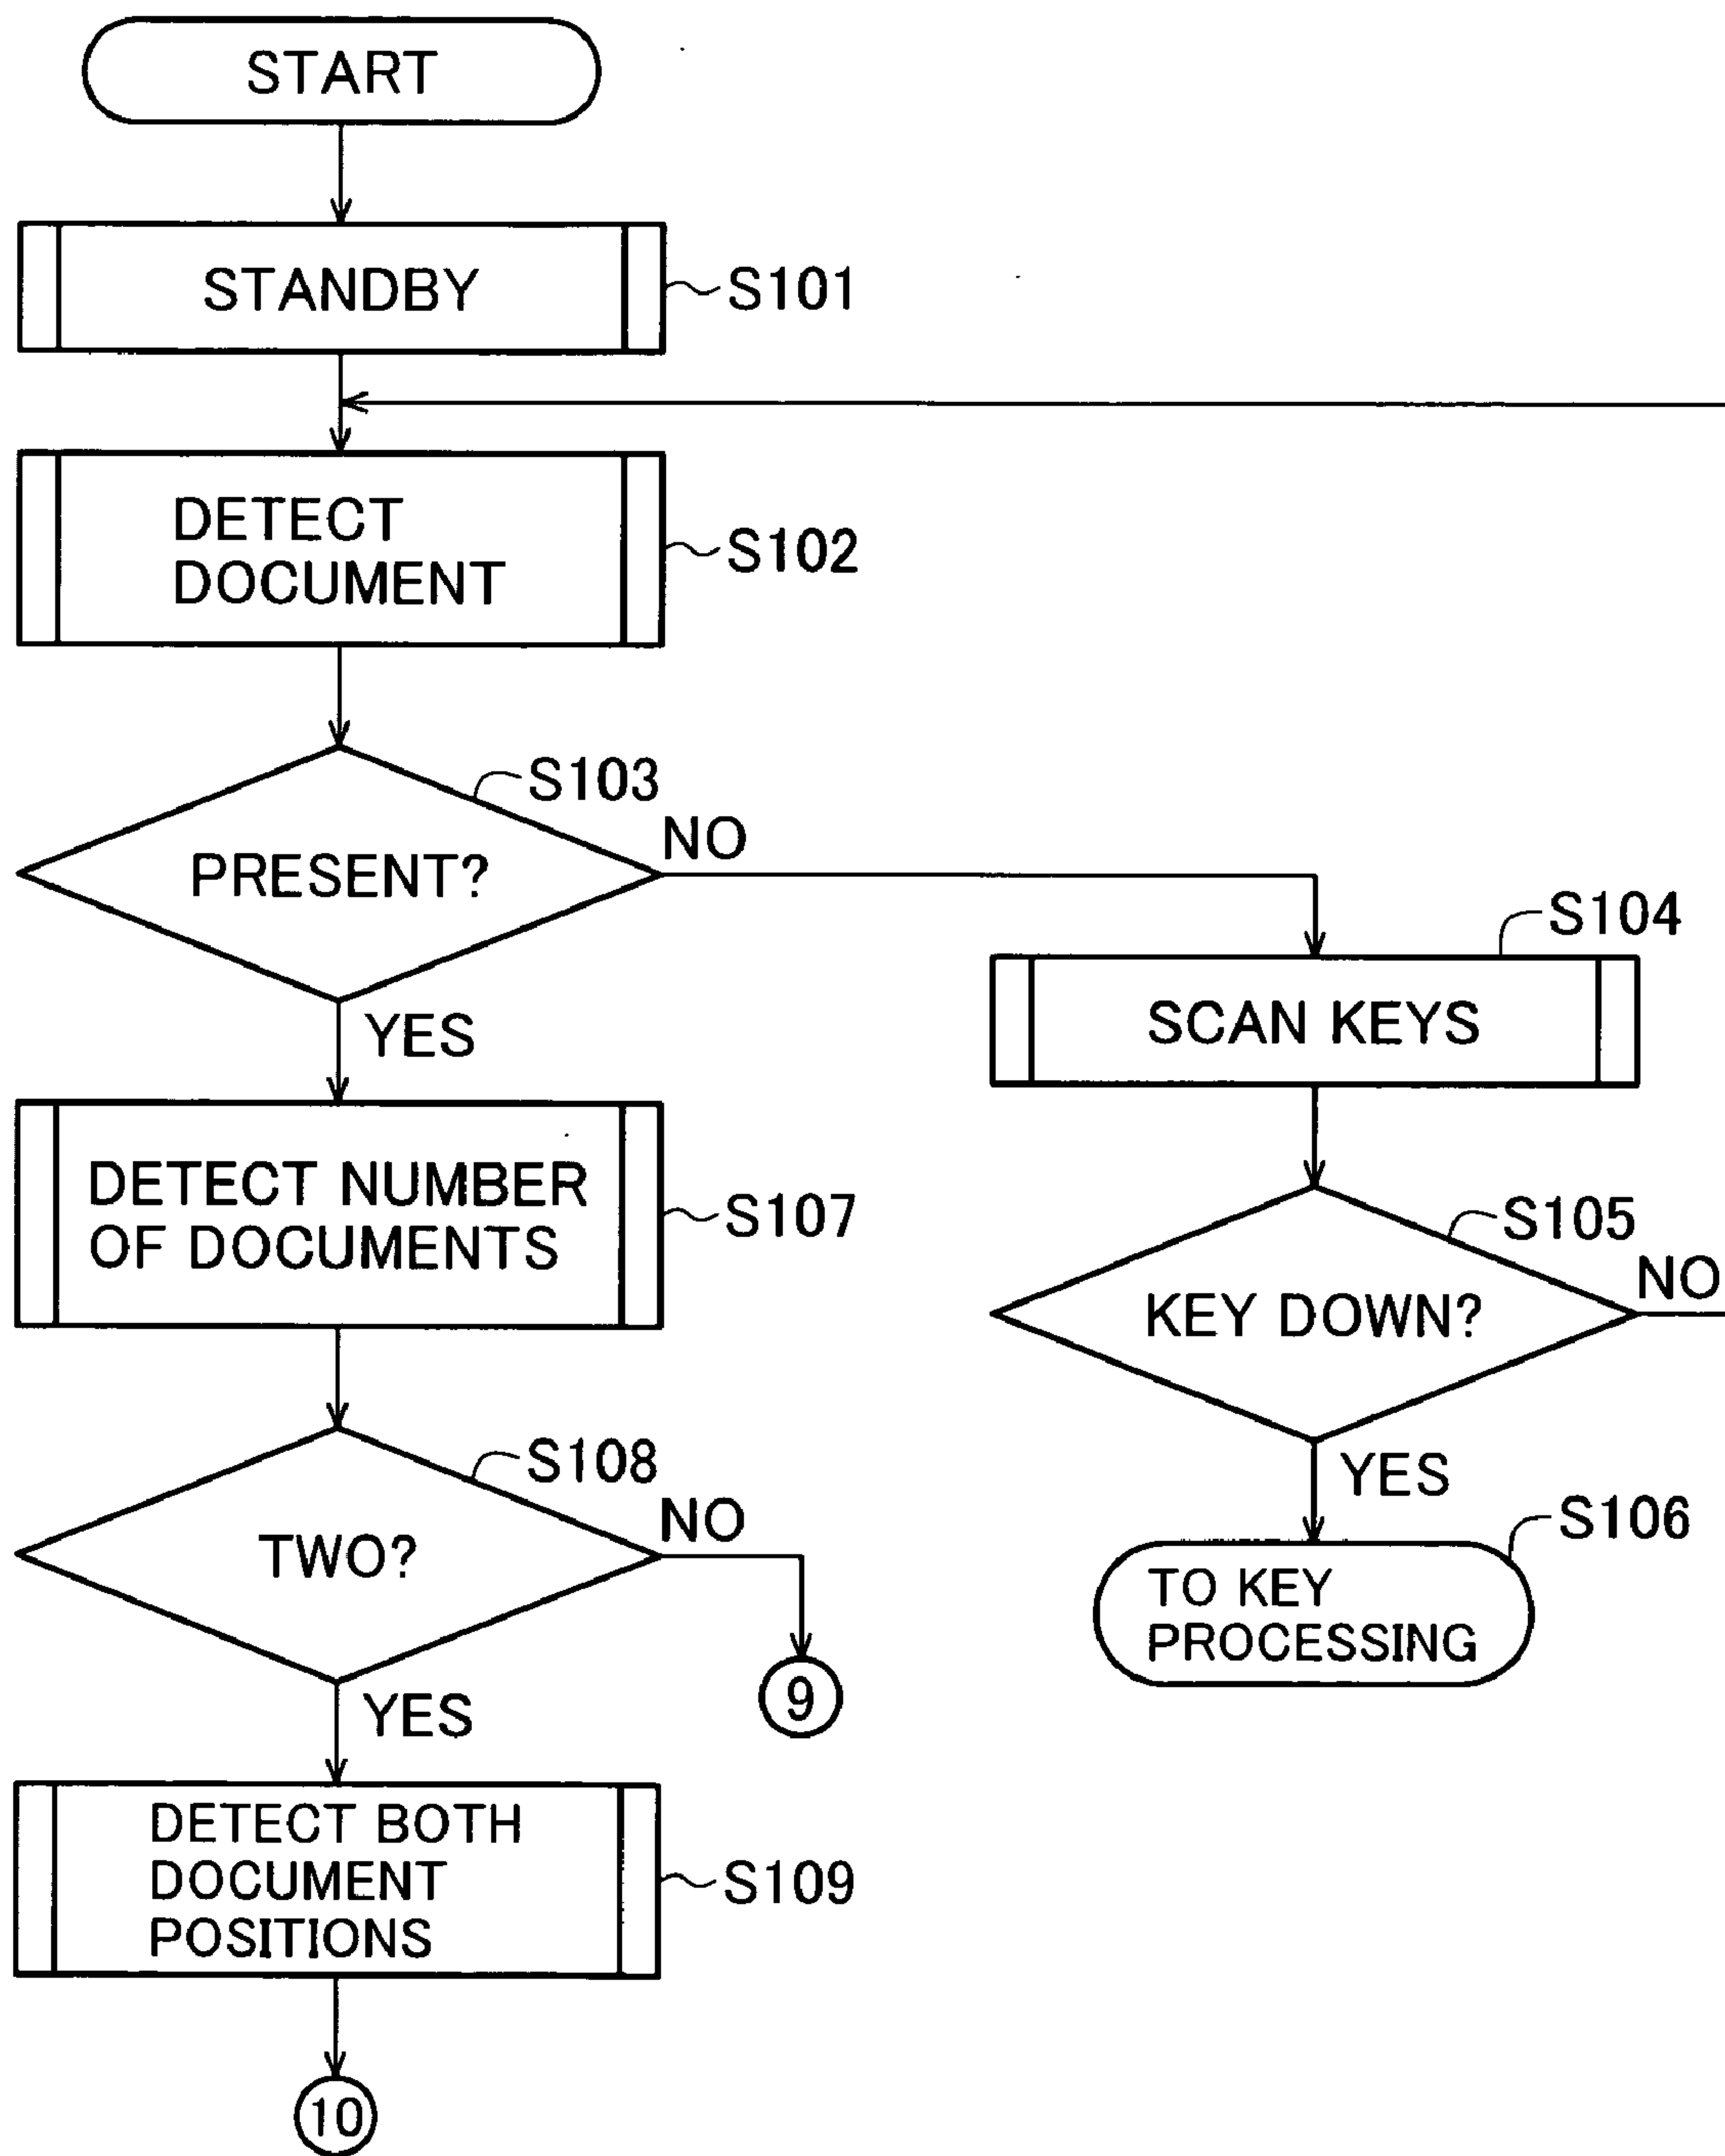 START
STANDBY
S101
DETECT
DOCUMENT
S102
S103
PRESENT?
NO
YES
S104
SCAN KEYS
DETECT NUMBER
OF DOCUMENTS
S107
S105
KEY DOWN?
NO
YES
S108
TWO?
NO
YES
S106
TO KEY
PROCESSING
9
DETECT BOTH
DOCUMENT
POSITIONS
S109
10